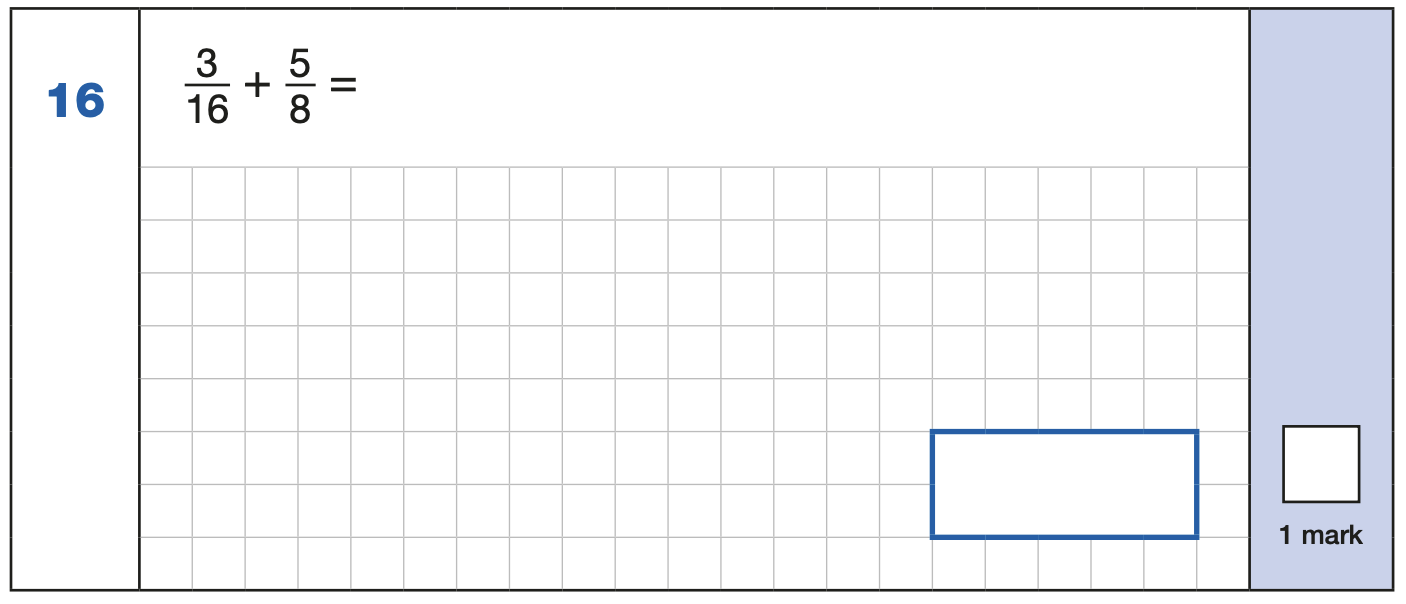 16
3/16 + 5/8 =
1 mark